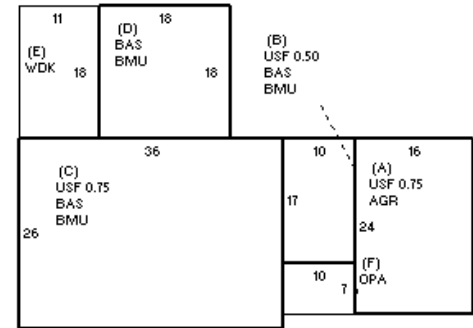 11
(E)
WDK
18
18
(D)
BAS
BMU
18
(B)
USF 0.50
BAS
BMU
36
(C)
USF 0.75
BAS
BMU
26
10
17
16
(A)
USF 0.75
AGR
24
(F)
OPA
10
7